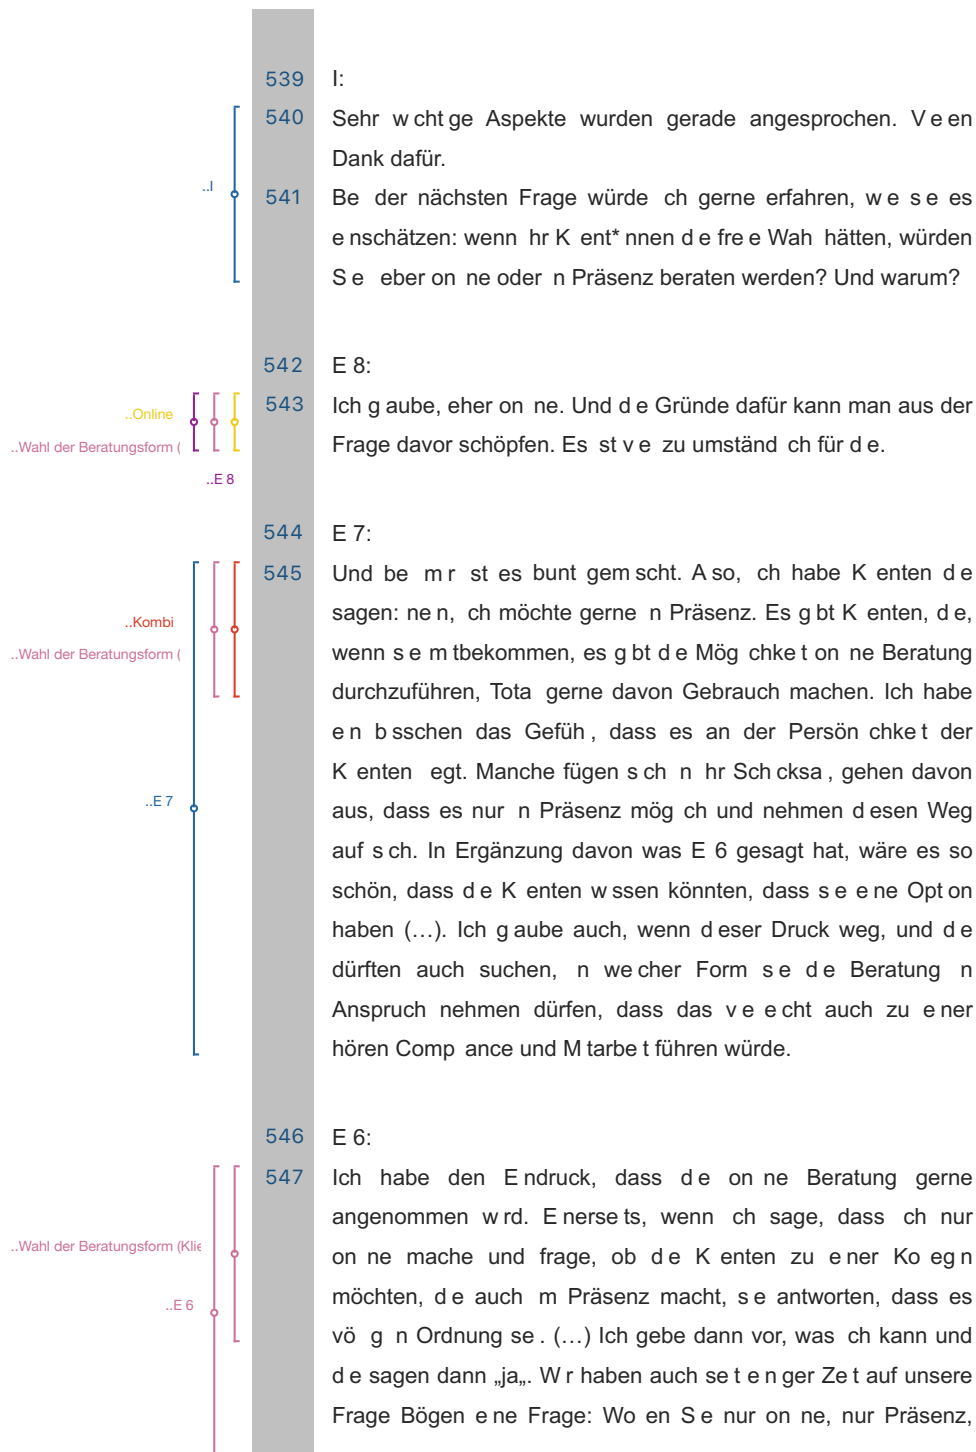 539 I:
540 Sehr w cht ge Aspekte wurden gerade angesprochen. V e en
Dank dafür.
..I
541 Be der nächsten Frage würde ch gerne erfahren, w e s e es
e nschätzen: wenn hr K ent* nnen d e fre e Wah hätten, würden
S e eber on ne oder n Präsenz beraten werden? Und warum?
542 E 8:
..Online
543 Ich g aube, eher on ne. Und d e Gründe dafür kann man aus der
..Wahl der Beratungsform (
Frage davor schöpfen. Es st v e zu umständ ch für d e.
..E 8
544 E 7:
545 Und be m r st es bunt gem scht. A so, ch habe K enten d e
sagen: ne n, ch möchte gerne n Präsenz. Es g bt K enten, d e,
..Kombi
..Wahl der Beratungsform (
wenn s e m tbekommen, es g bt d e Mög chke t on ne Beratung
durchzuführen, Tota gerne davon Gebrauch machen. Ich habe
e n b sschen das Gefüh , dass es an der Persön chke t der
K enten egt. Manche fügen s ch n hr Sch cksa , gehen davon
..E 7
aus, dass es nur n Präsenz mög ch und nehmen d esen Weg
auf s ch. In Ergänzung davon was E 6 gesagt hat, wäre es so
schön, dass d e K enten w ssen könnten, dass s e e ne Opt on
haben (…). Ich g aube auch, wenn d eser Druck weg, und d e
dürften auch suchen, n we cher Form s e d e Beratung n
Anspruch nehmen dürfen, dass das v e e cht auch zu e ner
hören Comp ance und M tarbe t führen würde.
546 E 6:
547 Ich habe den E ndruck, dass d e on ne Beratung gerne
angenommen w rd. E nerse ts, wenn ch sage, dass ch nur
..Wahl der Beratungsform (Klie
on ne mache und frage, ob d e K enten zu e ner Ko eg n
möchten, d e auch m Präsenz macht, s e antworten, dass es
..E 6
vö g n Ordnung se . (…) Ich gebe dann vor, was ch kann und
d e sagen dann „ja„. W r haben auch se t e n ger Ze t auf unsere
Frage Bögen e ne Frage: Wo en S e nur on ne, nur Präsenz,